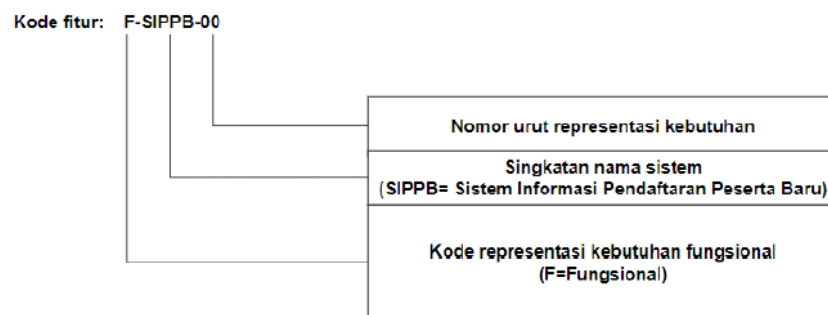 Kode fitur: F-SIPPB-00
Nomor urut representasi kebutuhan
Singkatan nama sistem
(SIPPB= Sistem Informasi Pendaftaran Peserta Baru)
Kode representasi kebutuhan fungsional
(F=Fungsional)